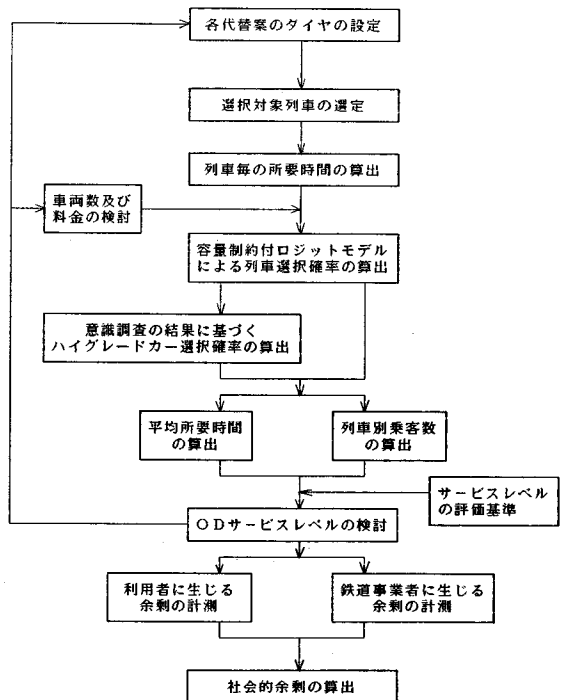 各代替案のダイヤの設定
選択対象列車の選定
列車毎の所要時間の算出
車両数及び
料金の検討
容量制約付ロジットモデル
による列車選択確率の算出
意識調査の結果に基づく
ハイグレードカー選択確率の算出
平均所要時間
の算出
列車別乗客数
の算出
サービスレベル
の評価基準
ODサービスレベルの検討
利用者に生じる
余剰の計測
鉄道事業者に生じる
余剰の計測
社会的余剰の算出